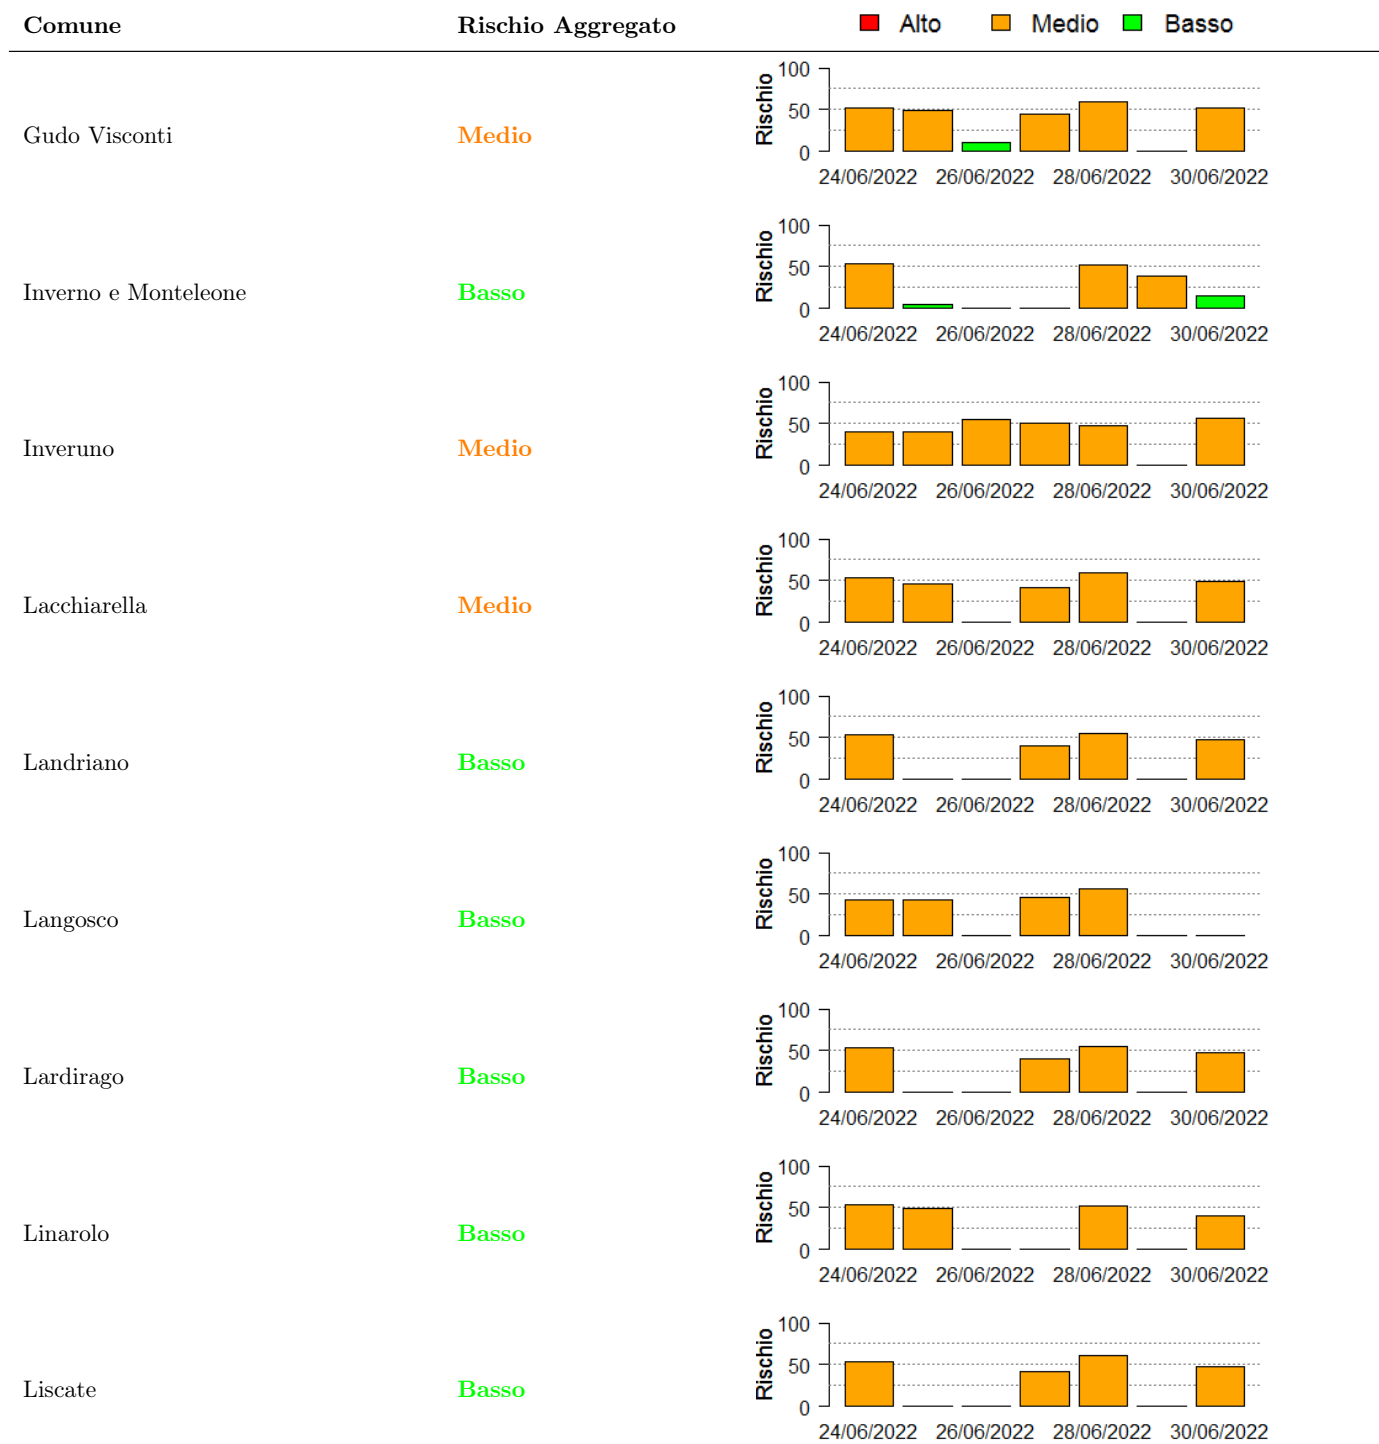 Comune Rischio Aggregato Alto Medio Basso
Gudo Visconti Medio
Rischio
100
50
0
24/06/2022 26/06/2022 28/06/2022 30/06/2022
Inverno e Monteleone Basso
Rischio
100
50
0
24/06/2022 26/06/2022 28/06/2022 30/06/2022
Inveruno Medio
Rischio
100
50
0
24/06/2022 26/06/2022 28/06/2022 30/06/2022
Lacchiarella Medio
Rischio
100
50
0
24/06/2022 26/06/2022 28/06/2022 30/06/2022
Landriano Basso
Rischio
100
50
0
24/06/2022 26/06/2022 28/06/2022 30/06/2022
Langosco Basso
Rischio
100
50
0
24/06/2022 26/06/2022 28/06/2022 30/06/2022
Lardirago Basso
Rischio
100
50
0
24/06/2022 26/06/2022 28/06/2022 30/06/2022
Linarolo Basso
Rischio
100
50
0
24/06/2022 26/06/2022 28/06/2022 30/06/2022
Liscate Basso
Rischio
100
50
0
24/06/2022 26/06/2022 28/06/2022 30/06/2022